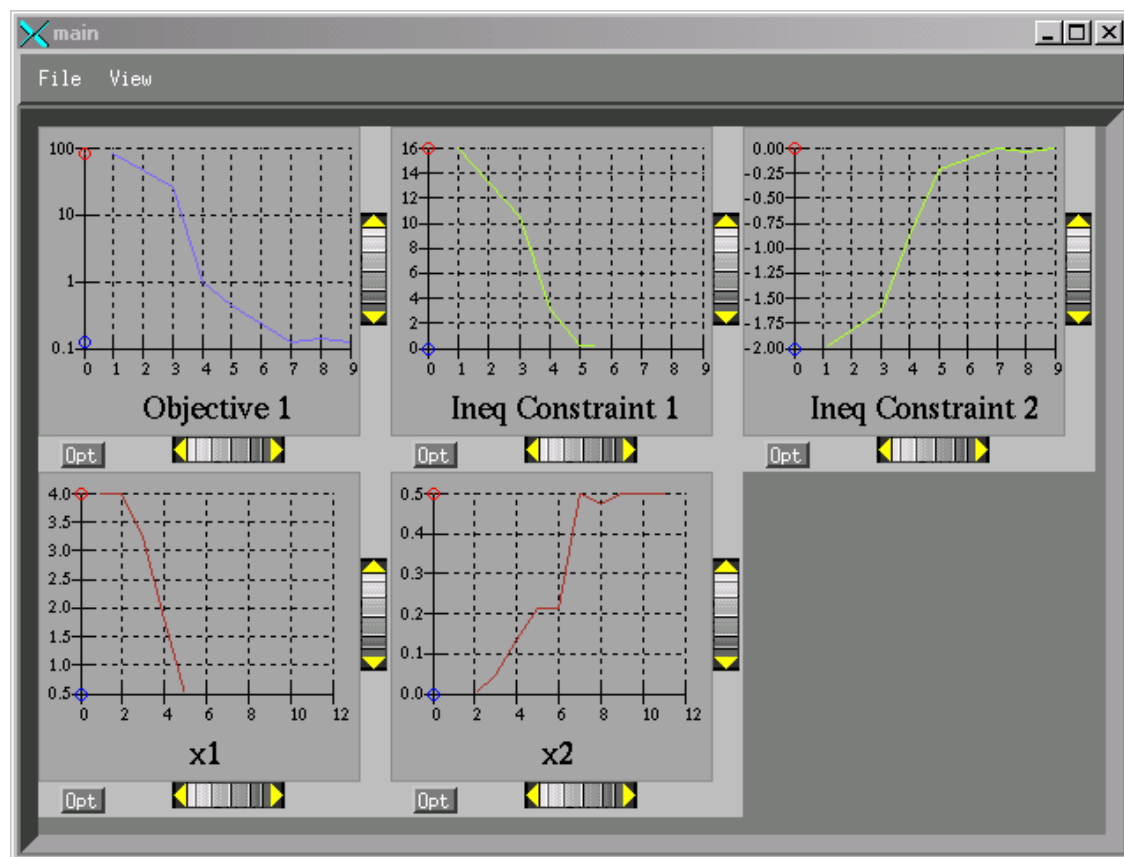 main
File View
100
10
1
0.1
0 1 2 3 4 5 6 7 8 9
Objective 1
Opt
16
14
12
10
8
6
4
2
0
0 1 2 3 4 5 6 7 8 9
Ineq Constraint 1
Opt
0.00
-0.25
-0.50
-0.75
-1.00
-1.25
-1.50
-1.75
-2.00
0 1 2 3 4 5 6 7 8 9
Ineq Constraint 2
Opt
4.0
3.5
3.0
2.5
2.0
1.5
1.0
0.5
0 2 4 6 8 10 12
x1
Opt
0.5
0.4
0.3
0.2
0.1
0.0
0 2 4 6 8 10 12
x2
Opt